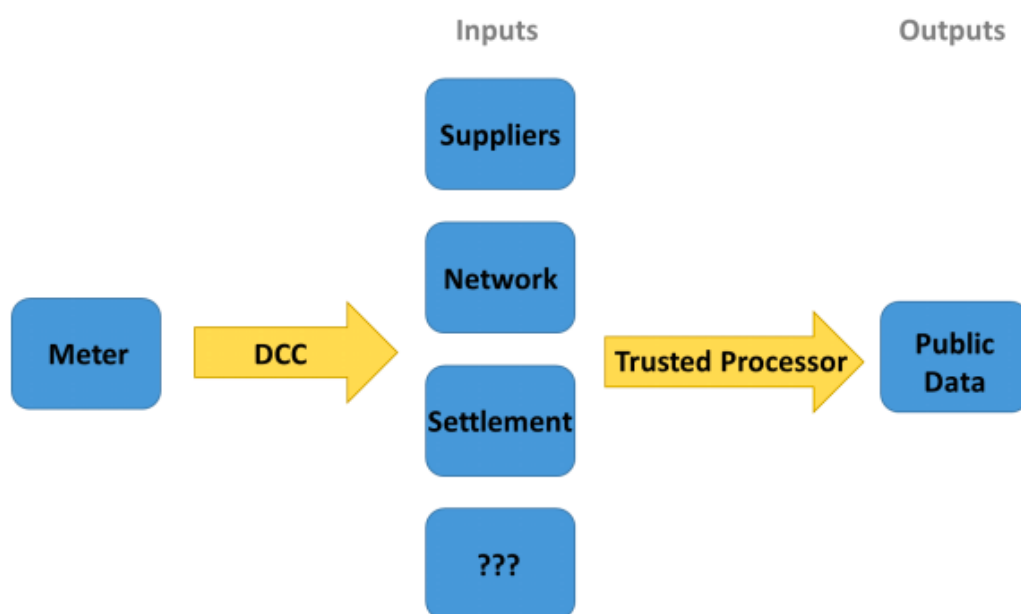 Inputs
Outputs
Suppliers
Network
Meter
DCC
Trusted Processor
Public
Data
Settlement
???